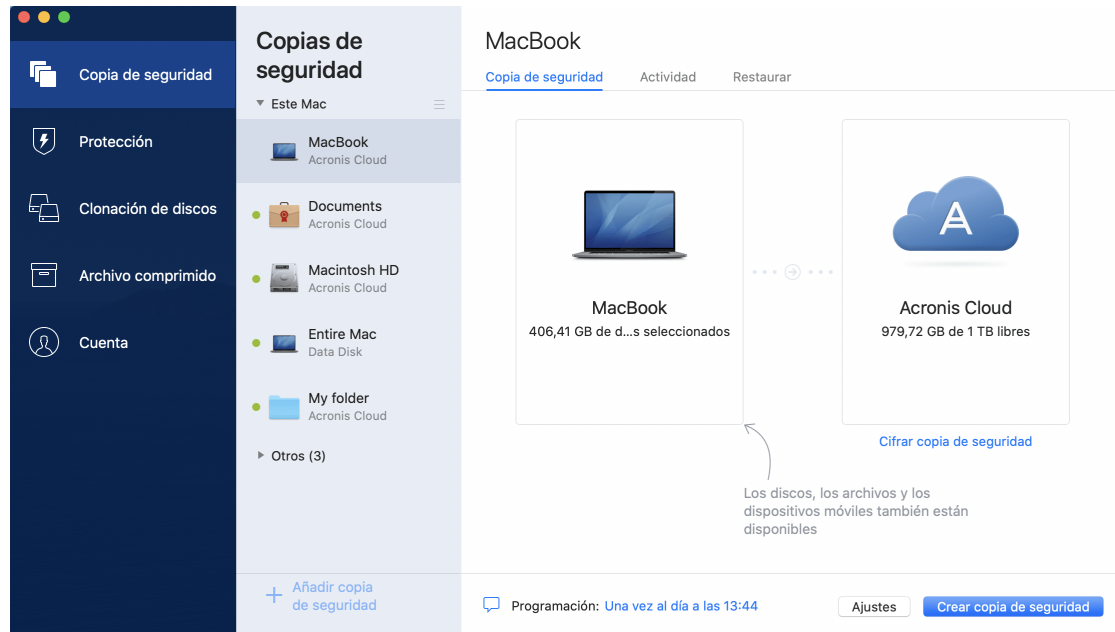 Copia de seguridad
Protección
Clonación de discos
Archivo comprimido
Cuenta
Copias de
seguridad
Este Mac
MacBook
Acronis Cloud
Documents
Acronis Cloud
Macintosh HD
Acronis Cloud
Entire Mac
Data Disk
My folder
Acronis Cloud
Otros (3)
Añadir copia
de seguridad
MacBook
Copia de seguridad
Actividad
Restaurar
MacBook
406,41 GB de d...s seleccionados
A
Acronis Cloud
979,72 GB de 1 TB libres
Cifrar copia de seguridad
Los discos, los archivos y los
dispositivos móviles también están
disponibles
Programación: Una vez al día a las 13:44
Ajustes
Crear copia de seguridad